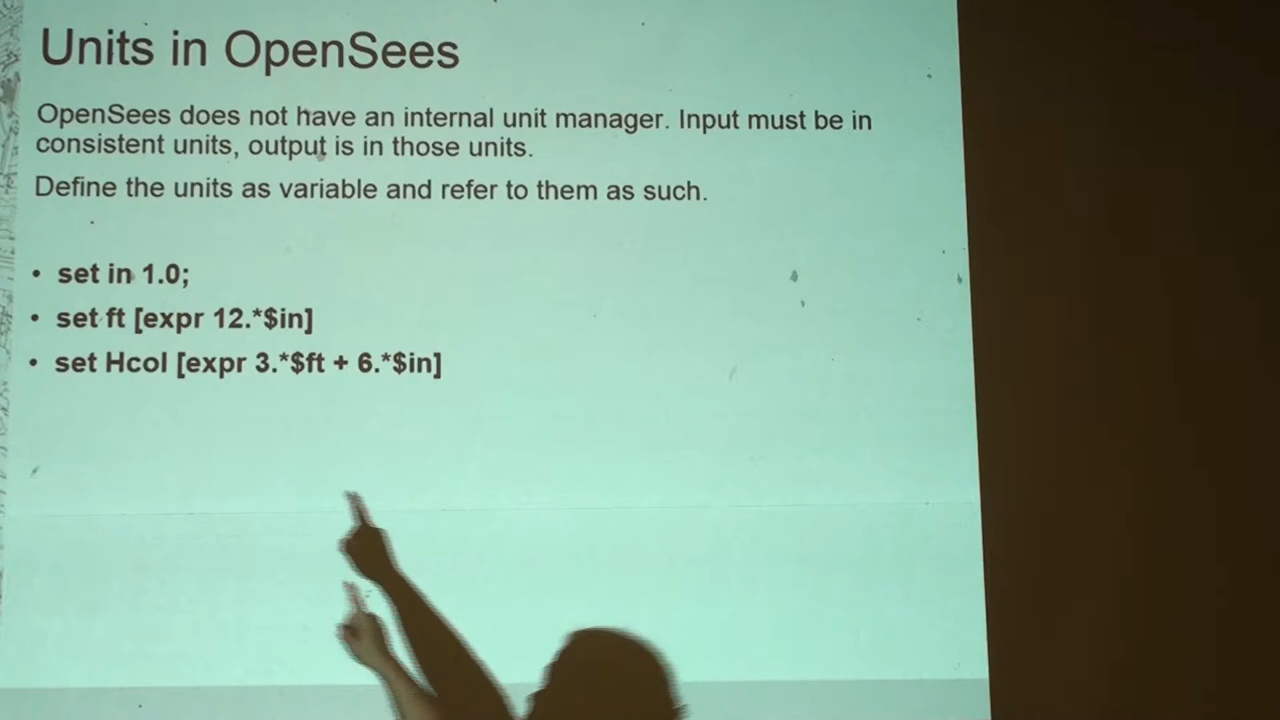 Units in OpenSees
OpenSees does not have an internal unit manager. Input must be in
consistent units, output is in those units.
Define the units as variable and refer to them as such.
• set in 1.0;
• set ft [expr 12.*$in]
• set Hcol [expr 3.*$ft + 6.*$in]